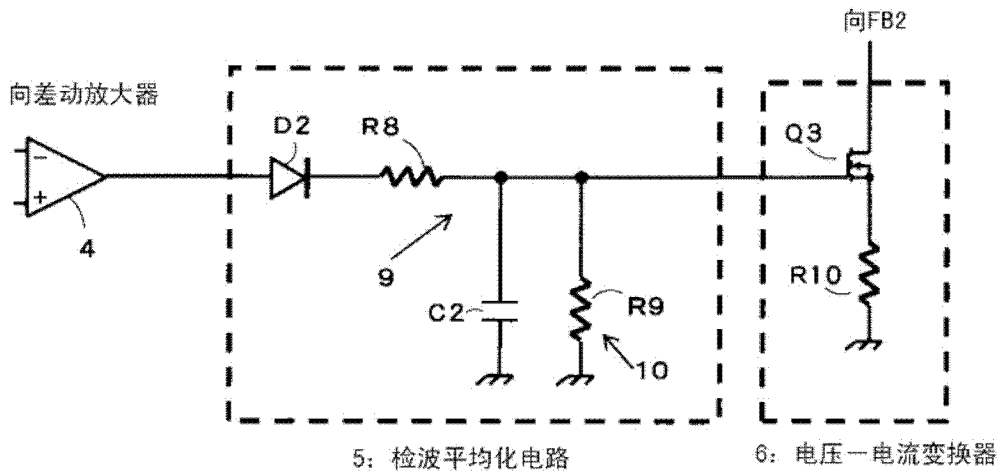 向FB2
向差动放大器
D2
R8
Q3
−
+
4
9
C2
R9
10
R10
5: 检波平均化电路
6: 电压一电流变换器